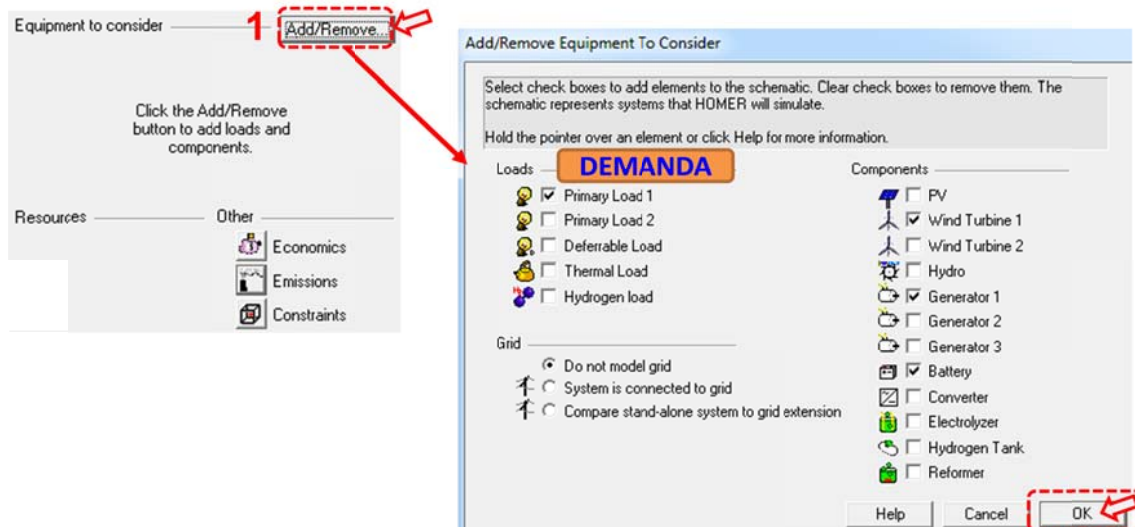 Equipment to consider
1
Add/Remove...
Click the Add/Remove
button to add loads and
components.
Resources
Other
Economics
Emissions
Constraints
Add/Remove Equipment To Consider
Select check boxes to add elements to the schematic. Clear check boxes to remove them. The
schematic represents systems that HOMER will simulate.
Hold the pointer over an element or click Help for more information.
Loads
DEMANDA
Primary Load 1
Primary Load 2
Deferrable Load
Thermal Load
Hydrogen load
Grid
Do not model grid
System is connected to grid
Compare stand-alone system to grid extension
Components
PV
Wind Turbine 1
Wind Turbine 2
Hydro
Generator 1
Generator 2
Generator 3
Battery
Converter
Electrolyzer
Hydrogen Tank
Reformer
Help
Cancel
OK